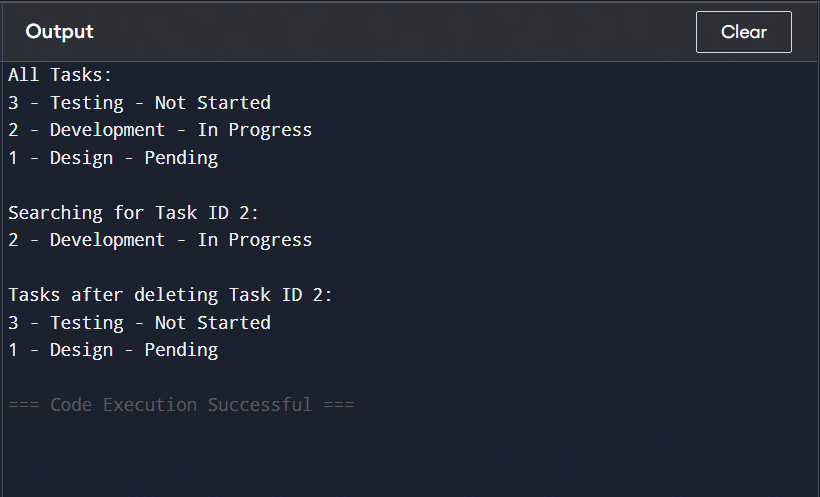 Output
Clear
All Tasks:
3 - Testing - Not Started
2 - Development - In Progress
1 - Design - Pending
Searching for Task ID 2:
2 - Development - In Progress
Tasks after deleting Task ID 2:
3 - Testing - Not Started
1 - Design - Pending
=== Code Execution Successful ===